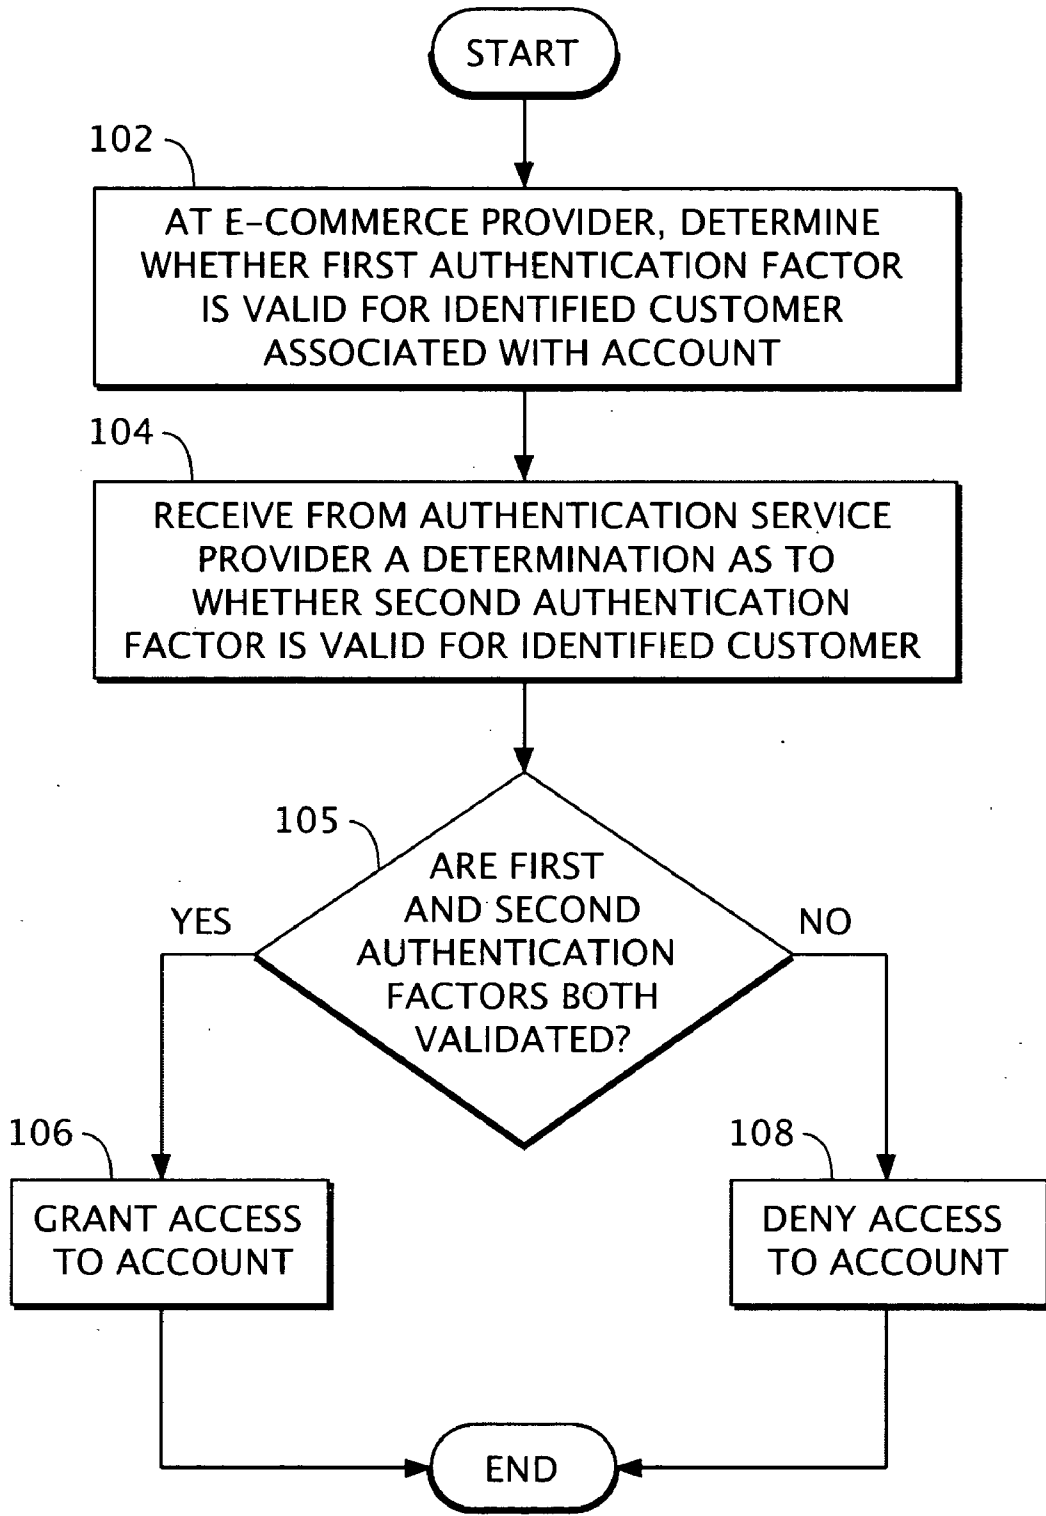 START
102
AT E-COMMERCE PROVIDER, DETERMINE
WHETHER FIRST AUTHENTICATION FACTOR
IS VALID FOR IDENTIFIED CUSTOMER
ASSOCIATED WITH ACCOUNT
104
RECEIVE FROM AUTHENTICATION SERVICE
PROVIDER A DETERMINATION AS TO
WHETHER SECOND AUTHENTICATION
FACTOR IS VALID FOR IDENTIFIED CUSTOMER
105
ARE FIRST
AND SECOND
AUTHENTICATION
FACTORS BOTH
VALIDATED?
YES
NO
106
GRANT ACCESS
TO ACCOUNT
108
DENY ACCESS
TO ACCOUNT
END